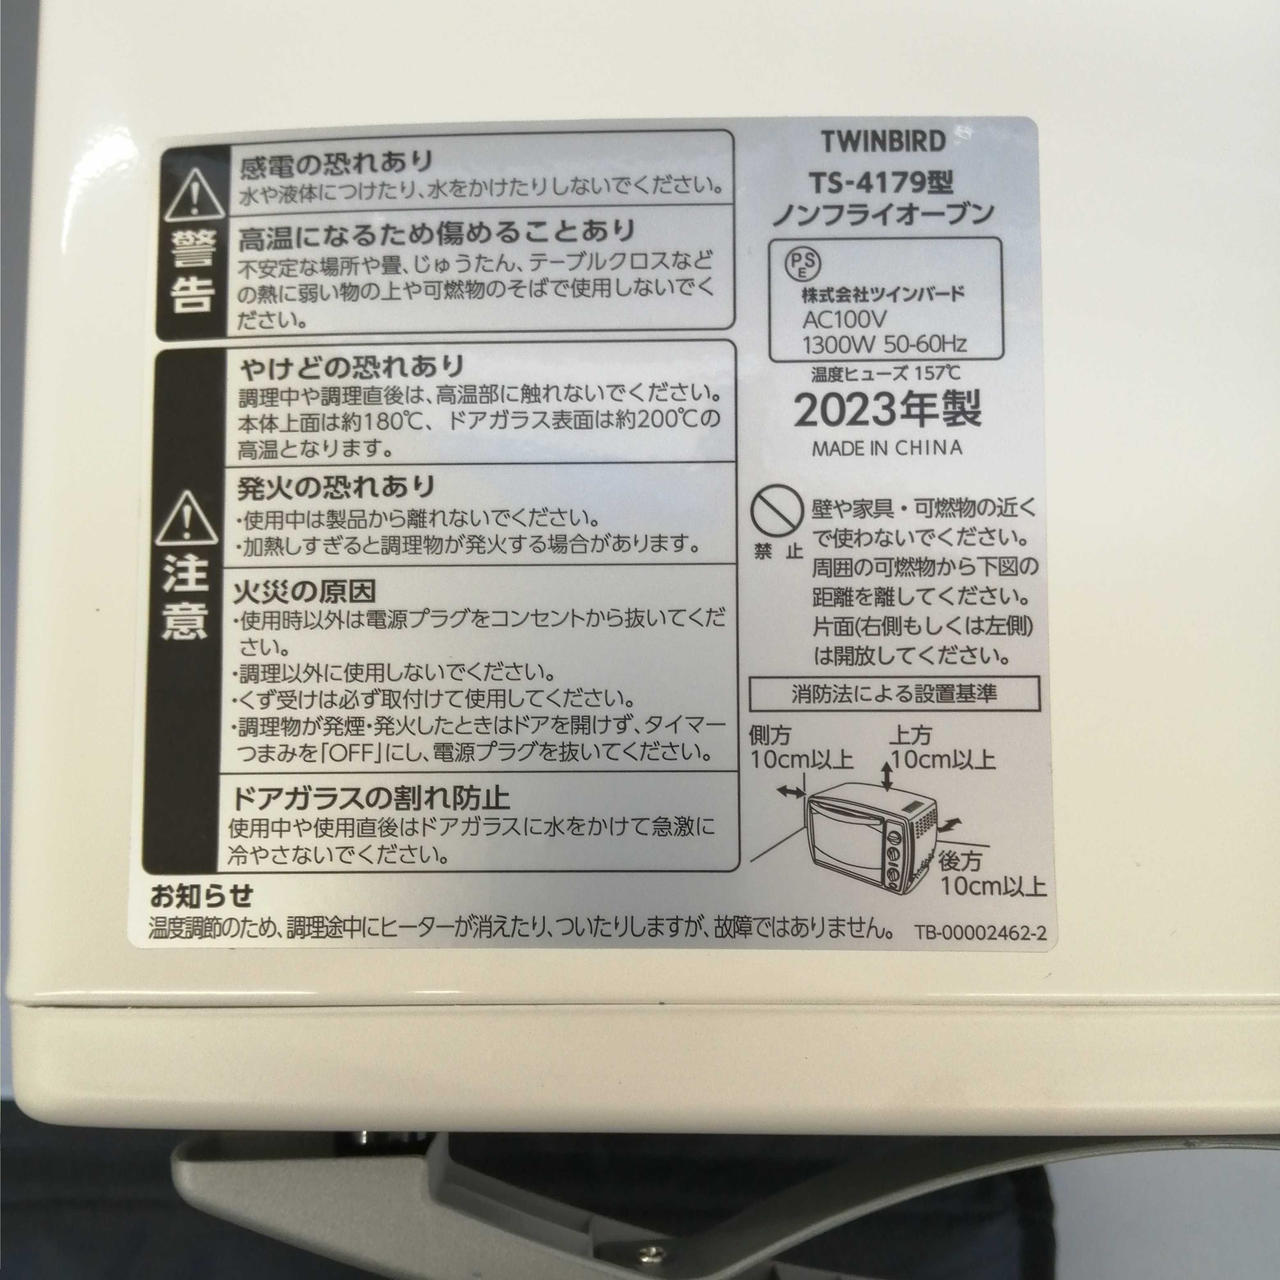 警告
感電の恐れあり
水や液体につけたり、水をかけたりしないでください。
高温になるため傷めることあり
不安定な場所や畳、じゅうたん、テーブルクロスなど
の熱に弱い物の上や可燃物のそばで使用しないでく
ださい。
注意
やけどの恐れあり
調理中や調理直後は、高温部に触れないでください。
本体上面は約180℃、ドアガラス表面は約200℃の
高温となります。
発火の恐れあり
・使用中は製品から離れないでください。
・加熱しすぎると調理物が発火する場合があります。
火災の原因
・使用時以外は電源プラグをコンセントから抜いてくだ
さい。
・調理以外に使用しないでください。
・くず受けは必ず取付けて使用してください。
・調理物が発煙・発火したときはドアを開けず、タイマー
つまみを「OFF」にし、電源プラグを抜いてください。
ドアガラスの割れ防止
使用中や使用直後はドアガラスに水をかけて急激に
冷やさないでください。
お知らせ
温度調節のため、調理途中にヒーターが消えたり、ついたりしますが、故障ではありません。
TWINBIRD
TS-4179型
ノンフライオーブン
PSE
株式会社ツインバード
AC100V
1300W 50-60Hz
温度ヒューズ 157℃
2023年製
MADE IN CHINA
禁止
壁や家具・可燃物の近く
で使わないでください。
周囲の可燃物から下図の
距離を離してください。
片面(右側もしくは左側)
は開放してください。
消防法による設置基準
側方
10cm以上
上方
10cm以上
後方
10cm以上
TB-00002462-2